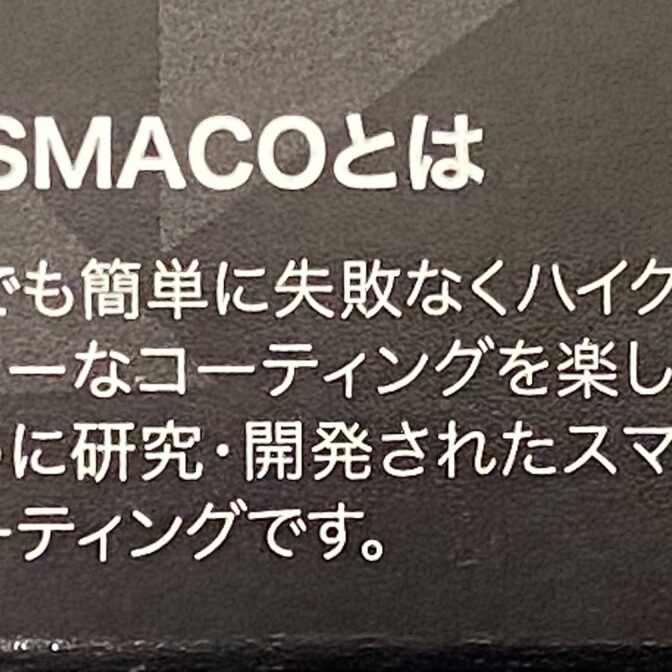 SMACOとは
でも簡単に失敗なくハイク
ーなコーティングを楽し
に研究・開発されたスマ
ーティングです。